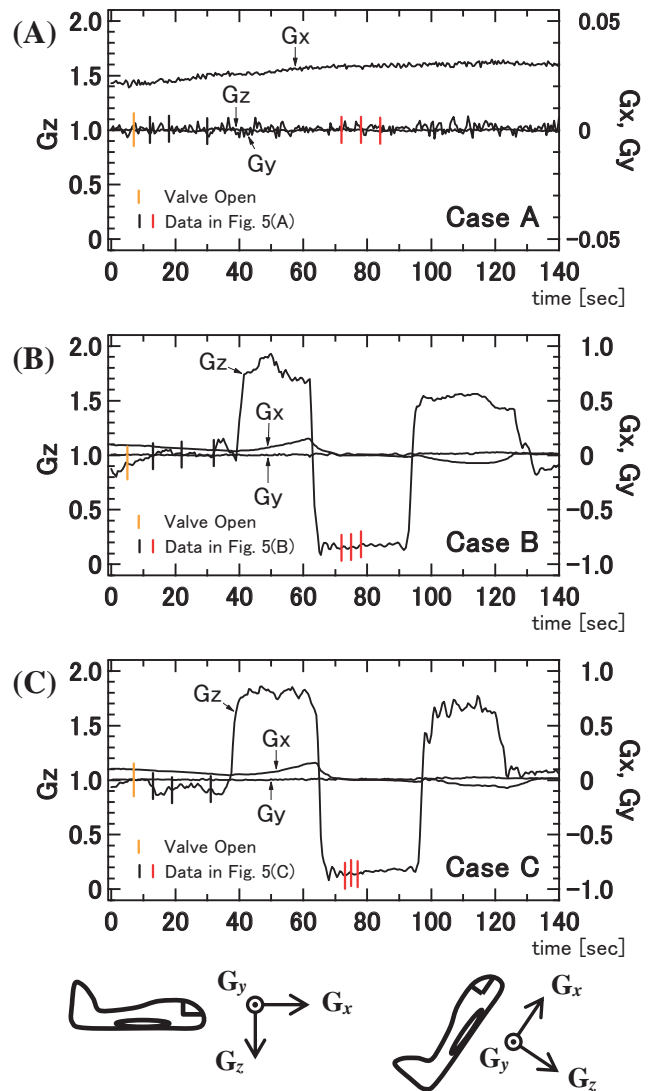 (A)
2.0
1.5
1.0
0.5
0
Gz
0.05
0
−0.05
Gx, Gy
Gx
Gz
Gy
Valve Open
Data in Fig. 5(A)
Case A
0 20 40 60 80 100 120 140
time [sec]
(B)
2.0
1.5
1.0
0.5
0
Gz
1.0
0.5
0
−0.5
−1.0
Gx, Gy
Gz
Gx
Gy
Valve Open
Data in Fig. 5(B)
Case B
0 20 40 60 80 100 120 140
time [sec]
(C)
2.0
1.5
1.0
0.5
0
Gz
1.0
0.5
0
−0.5
−1.0
Gx, Gy
Gz
Gx
Gy
Valve Open
Data in Fig. 5(C)
Case C
0 20 40 60 80 100 120 140
time [sec]
Gy
Gx
Gz
Gx
Gy
Gz